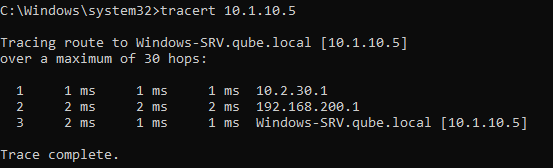 C:\Windows\system32>tracert 10.1.10.5
Tracing route to Windows-SRV.qube.local [10.1.10.5]
over a maximum of 30 hops:
1 1 ms 1 ms 1 ms 10.2.30.1
2 2 ms 2 ms 2 ms 192.168.200.1
3 2 ms 1 ms 1 ms Windows-SRV.qube.local [10.1.10.5]
Trace complete.